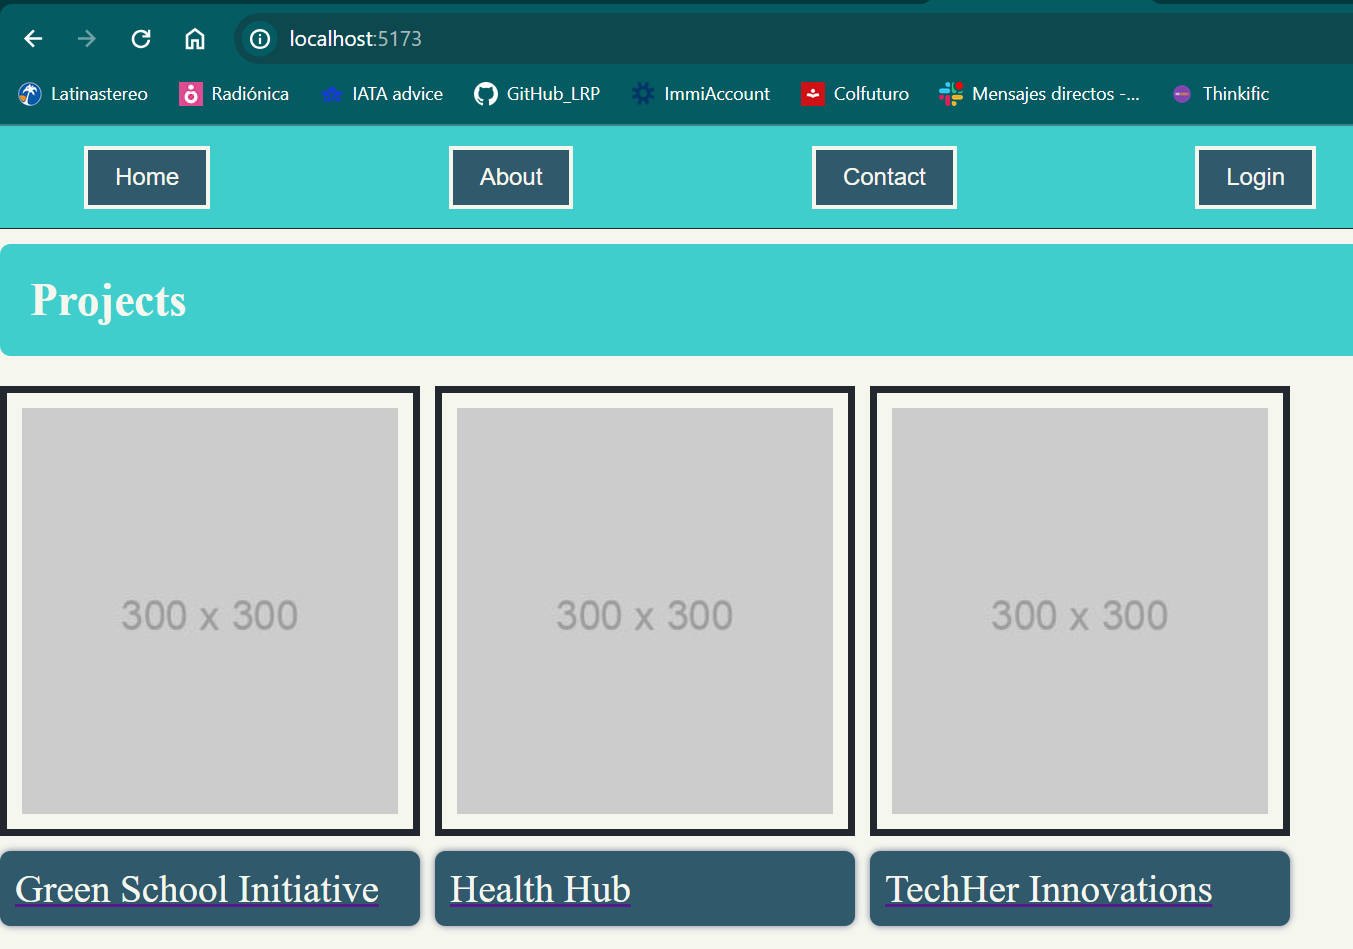 localhost:5173
Latinastereo Radiónica IATA advice GitHub_LRP ImmiAccount Colfuturo Mensajes directos -... Thinkific
Home About Contact Login
Projects
300 x 300 300 x 300 300 x 300
Green School Initiative Health Hub TechHer Innovations